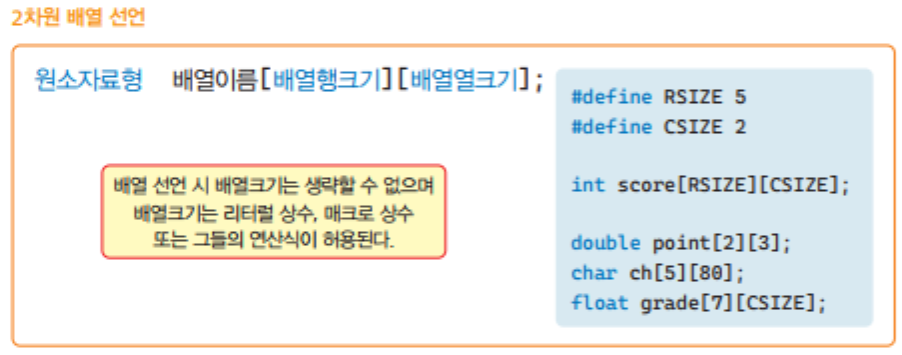 2차원 배열 선언
원소자료형 배열이름[배열행크기][배열열크기];
배열 선언 시 배열크기는 생략할 수 없으며
배열크기는 리터럴 상수, 매크로 상수
또는 그들의 연산식이 허용된다.
#define RSIZE 5
#define CSIZE 2
int score[RSIZE][CSIZE];
double point[2][3];
char ch[5][80];
float grade[7][CSIZE];